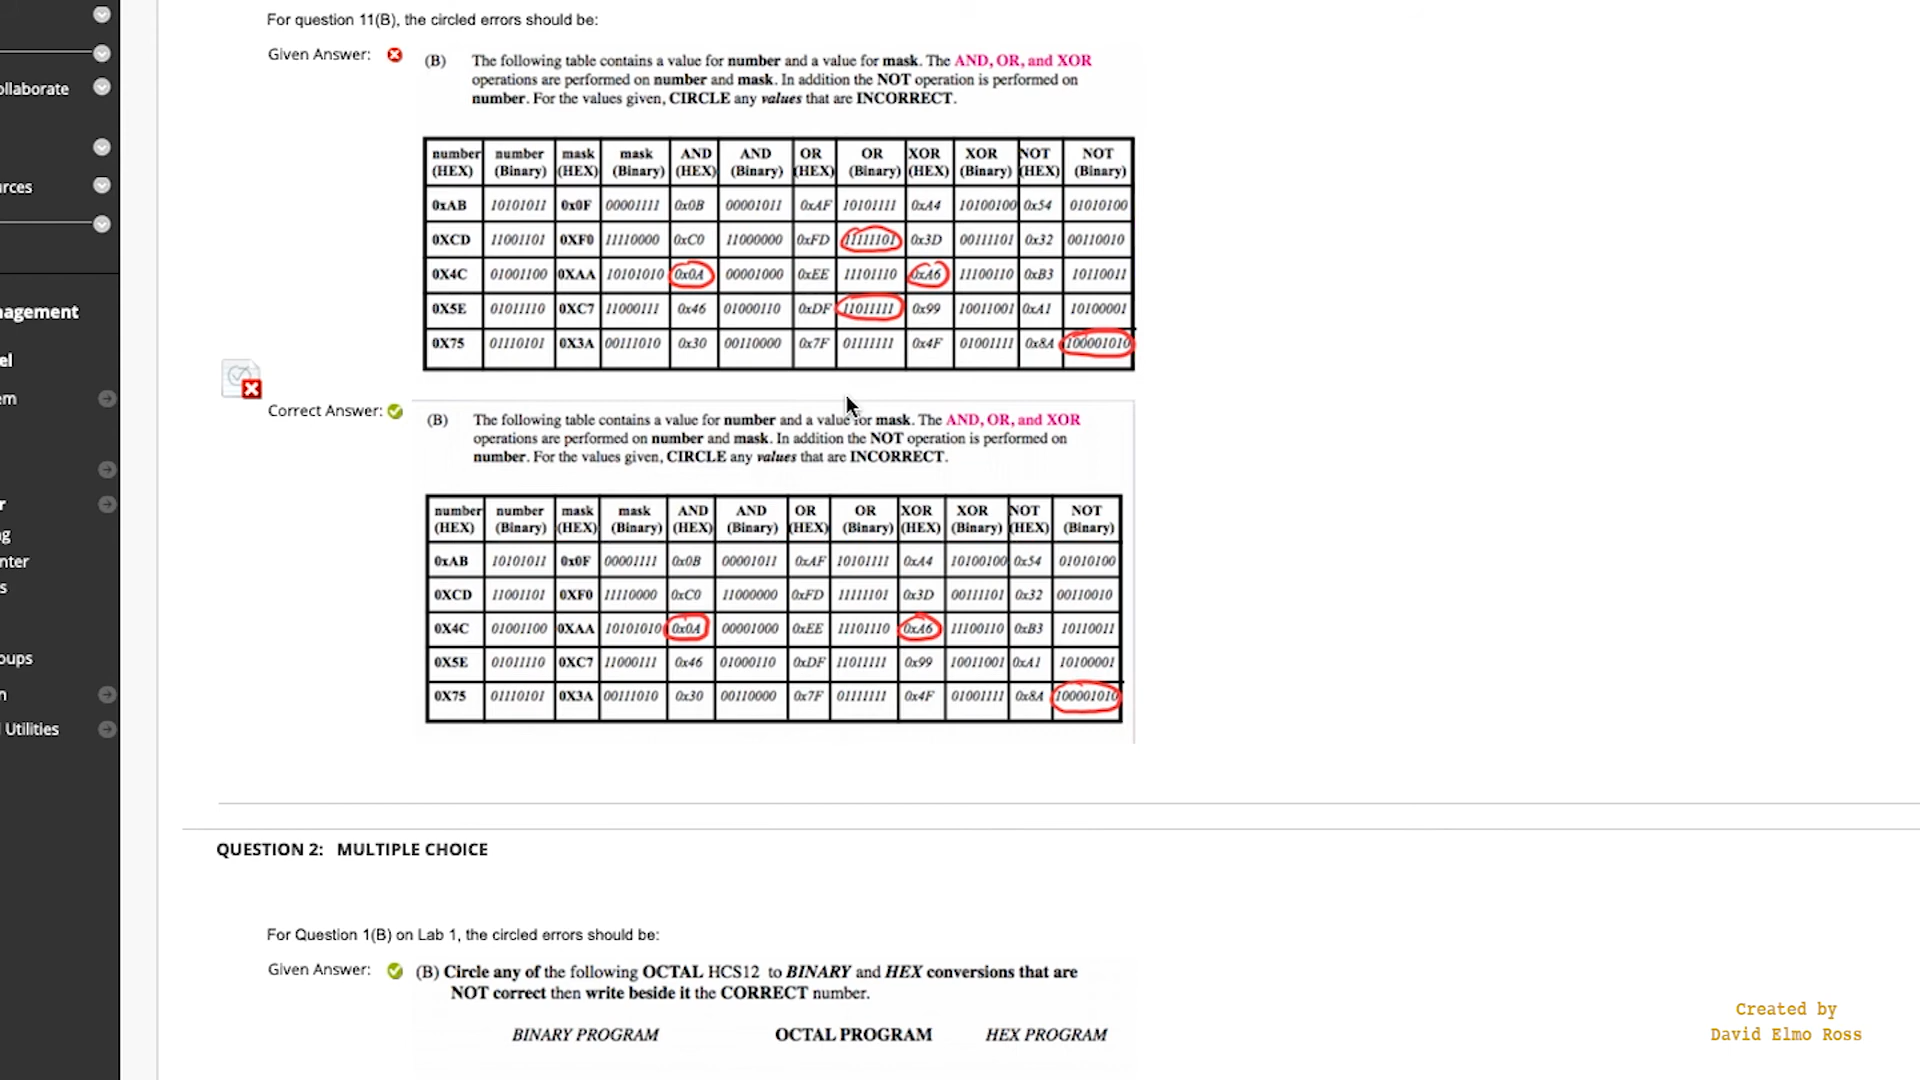 For question 11(B), the circled errors should be:
Given Answer:
(B) The following table contains a value for number and a value for mask. The AND, OR, and XOR
operations are performed on number and mask. In addition the NOT operation is performed on
number. For the values given, CIRCLE any values that are INCORRECT.
number (HEX) number (Binary) mask (HEX) mask (Binary) AND (HEX) AND (Binary) OR (HEX) OR (Binary) XOR (HEX) XOR (Binary) NOT (HEX) NOT (Binary)
0xAB 10101011 0x0F 00001111 0x0B 00001011 0xAF 10101111 0xA4 10100100 0x54 01010100
0XCD 11001101 0XF0 11110000 0xC0 11000000 0xFD 11111101 0x3D 00111101 0x32 00110010
0X4C 01001100 0XAA 10101010 0x0A 00001000 0xEE 11101110 0xA6 11100110 0xB3 10110011
0X5E 01011110 0XC7 11000111 0x46 01000110 0xDF 11011111 0x99 10011001 0xA1 10100001
0X75 01110101 0X3A 00111010 0x30 00110000 0x7F 01111111 0x4F 01001111 0x8A 100001010
Correct Answer:
(B) The following table contains a value for number and a value for mask. The AND, OR, and XOR
operations are performed on number and mask. In addition the NOT operation is performed on
number. For the values given, CIRCLE any values that are INCORRECT.
number (HEX) number (Binary) mask (HEX) mask (Binary) AND (HEX) AND (Binary) OR (HEX) OR (Binary) XOR (HEX) XOR (Binary) NOT (HEX) NOT (Binary)
0xAB 10101011 0x0F 00001111 0x0B 00001011 0xAF 10101111 0xA4 10100100 0x54 01010100
0XCD 11001101 0XF0 11110000 0xC0 11000000 0xFD 11111101 0x3D 00111101 0x32 00110010
0X4C 01001100 0XAA 10101010 0x0A 00001000 0xEE 11101110 0xA6 11100110 0xB3 10110011
0X5E 01011110 0XC7 11000111 0x46 01000110 0xDF 11011111 0x99 10011001 0xA1 10100001
0X75 01110101 0X3A 00111010 0x30 00110000 0x7F 01111111 0x4F 01001111 0x8A 100001010
QUESTION 2: MULTIPLE CHOICE
For Question 1(B) on Lab 1, the circled errors should be:
Given Answer:
(B) Circle any of the following OCTAL HCS12 to BINARY and HEX conversions that are
NOT correct then write beside it the CORRECT number.
BINARY PROGRAM OCTAL PROGRAM HEX PROGRAM
ollaborate
rces
nagement
el
em
r
g
nter
s
oups
n
Utilities
Created by
David Elmo Ross